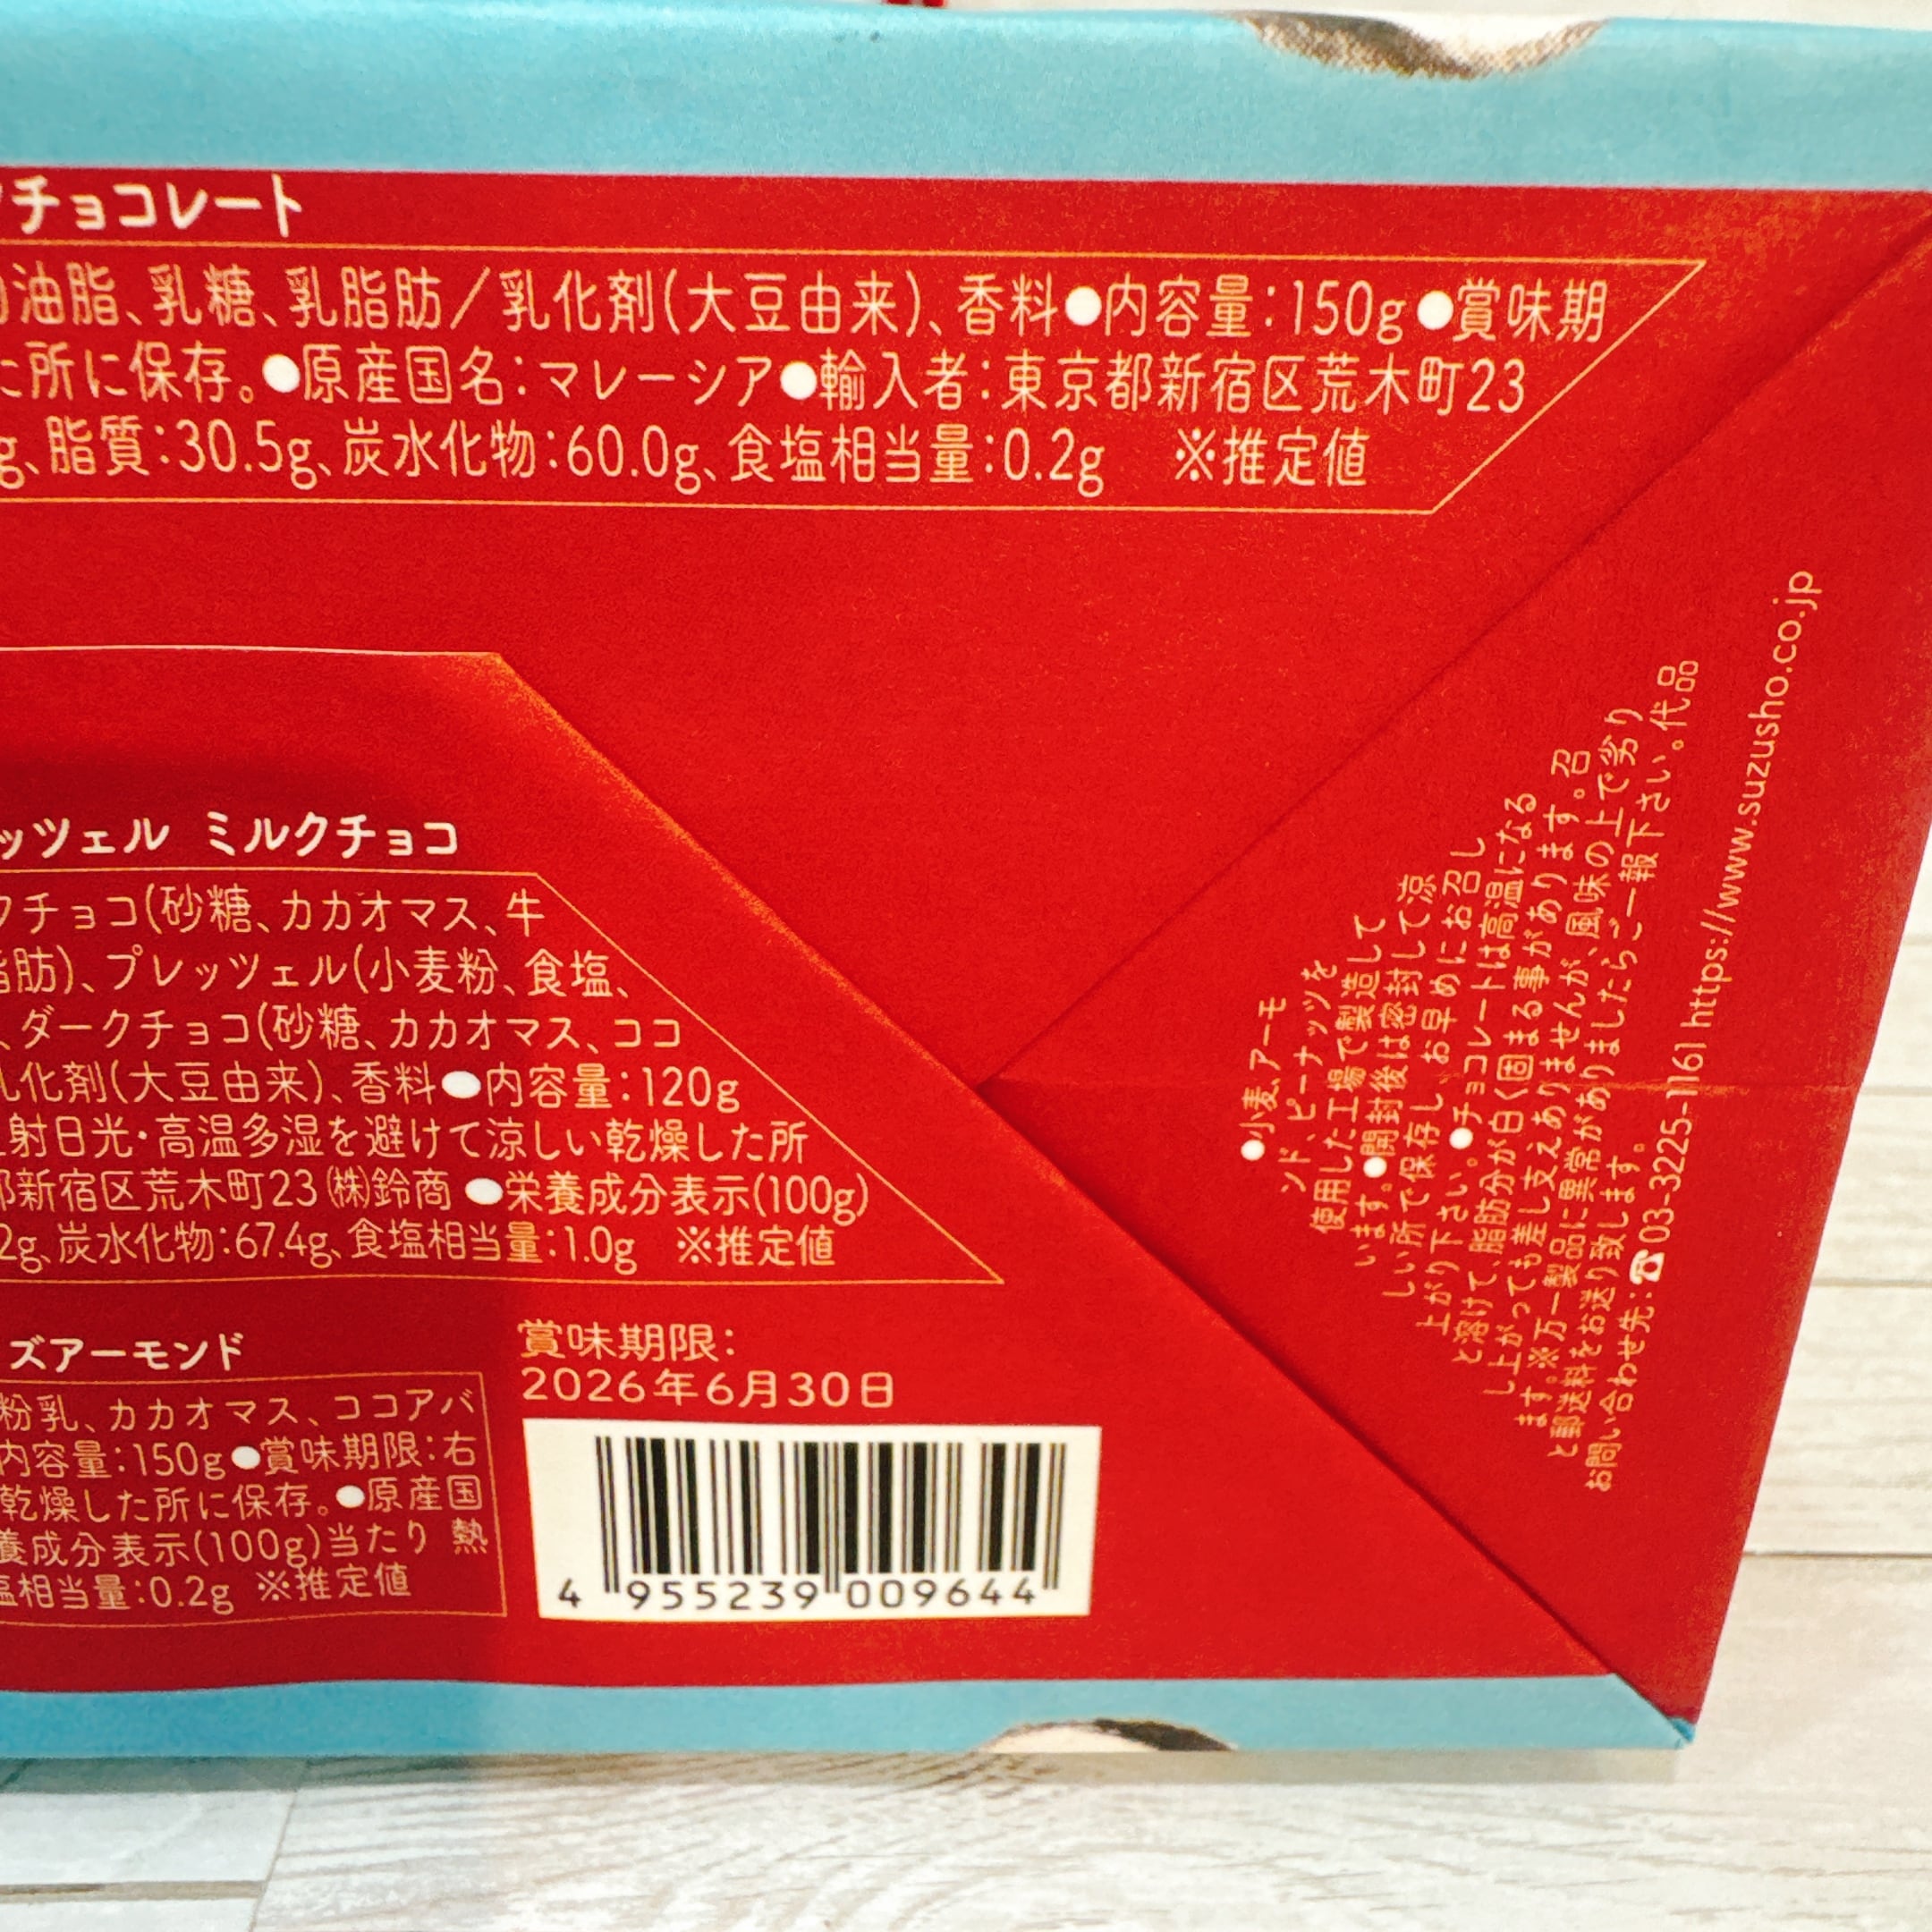 チョコレート
油脂、乳糖、乳脂肪／乳化剤(大豆由来)、香料●内容量:150g●賞味期
た所に保存。●原産国名:マレーシア●輸入者:東京都新宿区荒木町23
g、脂質:30.5g、炭水化物:60.0g、食塩相当量:0.2g ※推定値
ッツェル ミルクチョコ
クチョコ(砂糖、カカオマス、牛
脂肪)、プレッツェル(小麦粉、食塩、
、ダークチョコ(砂糖、カカオマス、ココ
乳化剤(大豆由来)、香料●内容量:120g
射日光・高温多湿を避けて涼しい乾燥した所
都新宿区荒木町23㈱鈴商●栄養成分表示(100g)
2g、炭水化物:67.4g、食塩相当量:1.0g ※推定値
ズアーモンド
粉乳、カカオマス、ココアバ
内容量:150g●賞味期限:右
乾燥した所に保存。●原産国
養成分表示(100g)当たり 熱
塩相当量:0.2g ※推定値
賞味期限:
2026年6月30日
4 955239 009644
●小麦、アーモ
ンド、ピーナッツを
使用した工場で製造して
います。●開封後は密封して涼
しい所で保存し、お早めにお召し
上がり下さい。●チョコレートは高温になる
と溶けて、脂肪分が白く固まる事があります。召
し上がっても差し支えありませんが、風味の上で劣り
ます。※万一製品に異常がありましたらご一報下さい。代品
と郵送料をお送り致します。
お問い合わせ先:☎03-3225-1161 https://www.suzusho.co.jp